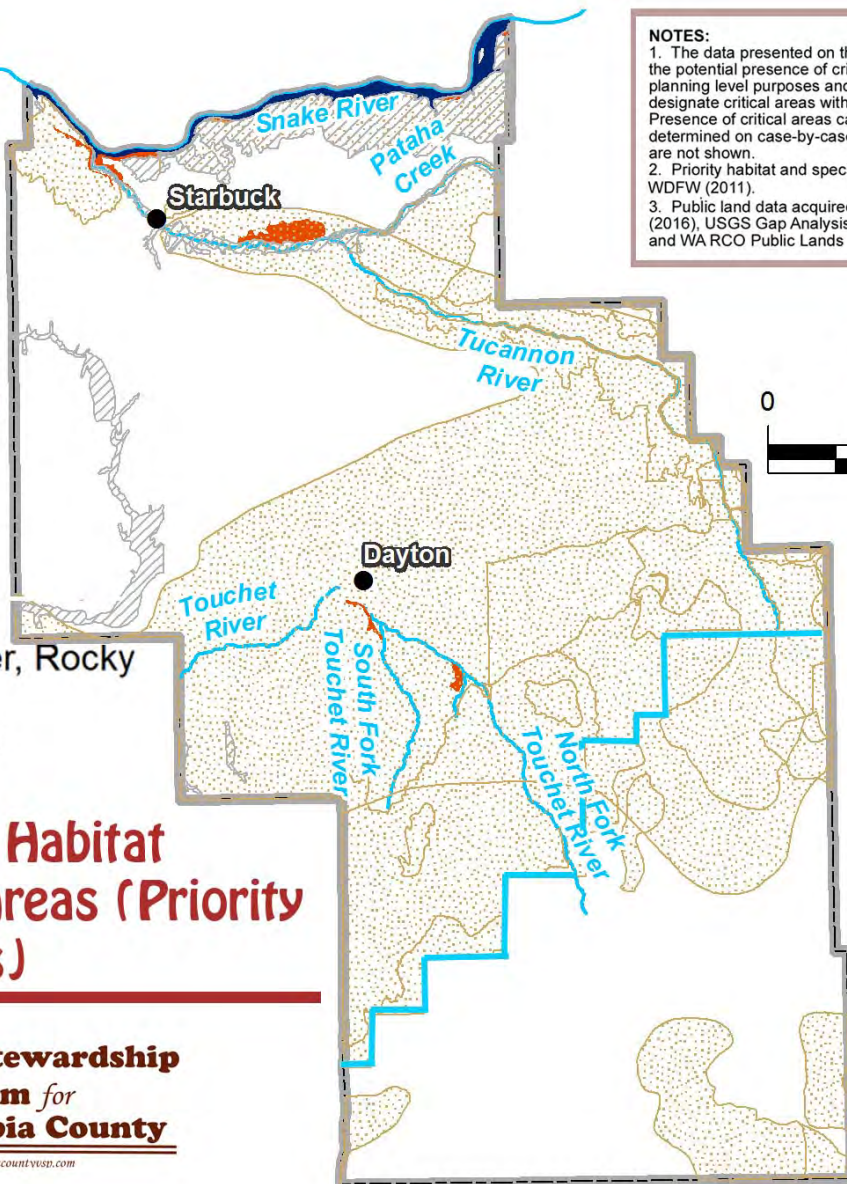 NOTES:
1. The data presented on th
the potential presence of cri
planning level purposes and
designate critical areas with
Presence of critical areas ca
determined on case-by-case
are not shown.
2. Priority habitat and spec
WDFW (2011).
3. Public land data acquired
(2016), USGS Gap Analysis
and WA RCO Public Lands
Snake River
Pataha
Creek
Starbuck
Tucannon
River
0
Dayton
Touchet
River
South Fork
Touchet River
North Fork
Touchet River
er, Rocky
Habitat
areas (Priority
s)
tewardship
m for
bia County
countyvsp.com